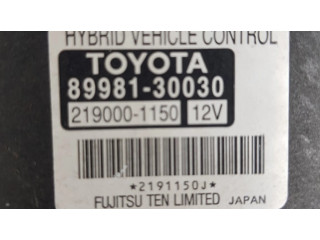 HYBRID VEHICLE CONTROL
TOYOTA
89981-30030
219000-1150 12V
*2191150J*
FUJITSU TEN LIMITED JAPAN